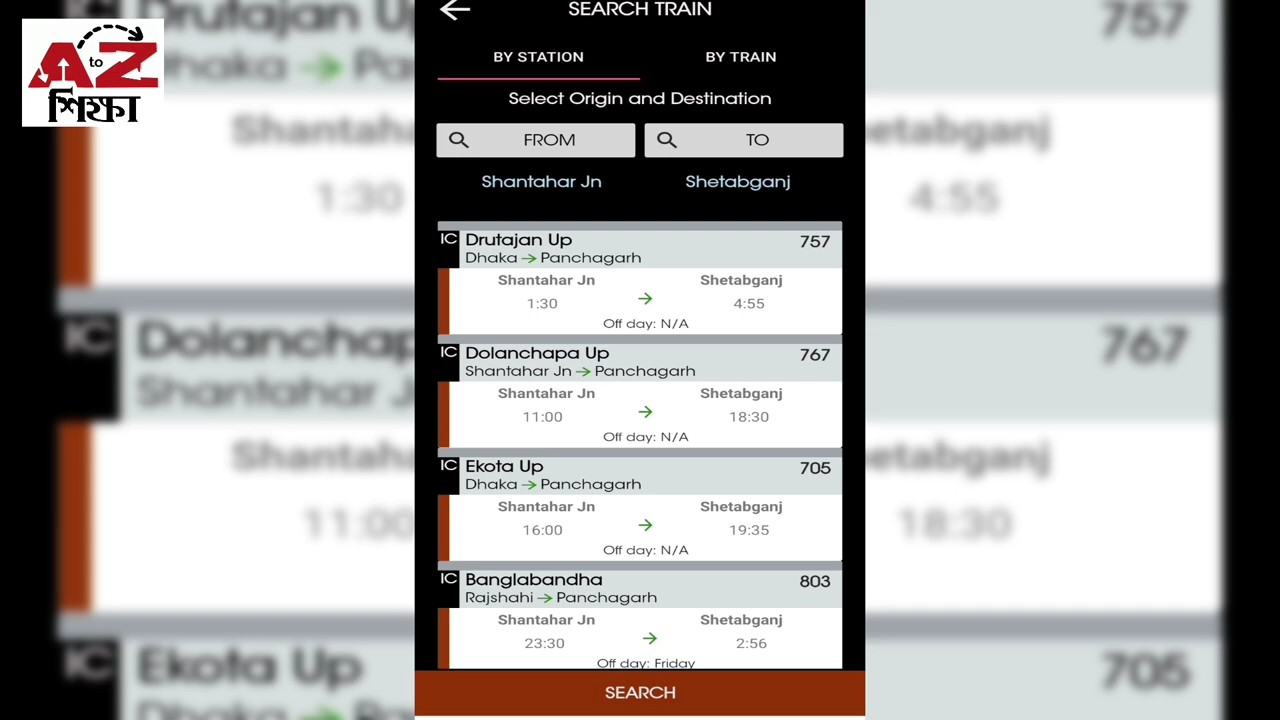 A to Z
শিক্ষা
SEARCH TRAIN
BY STATION
BY TRAIN
Select Origin and Destination
FROM
TO
Shantahar Jn
Shetabganj
IC
Drutajan Up
757
Dhaka → Panchagarh
Shantahar Jn
Shetabganj
1:30
→
4:55
Off day: N/A
IC
Dolanchapa Up
767
Shantahar Jn → Panchagarh
Shantahar Jn
Shetabganj
11:00
→
18:30
Off day: N/A
IC
Ekota Up
705
Dhaka → Panchagarh
Shantahar Jn
Shetabganj
16:00
→
19:35
Off day: N/A
IC
Banglabandha
803
Rajshahi → Panchagarh
Shantahar Jn
Shetabganj
23:30
→
2:56
Off day: Friday
SEARCH